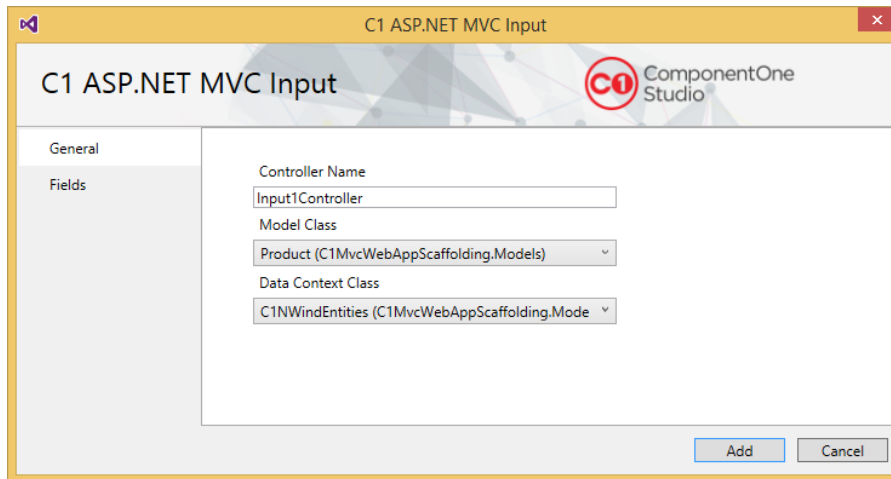 C1 ASP.NET MVC Input
C1 ASP.NET MVC Input
C1 ComponentOne
Studio
General
Fields
Controller Name
Input1Controller
Model Class
Product (C1MvcWebAppScaffolding.Models)
Data Context Class
C1NWindEntities (C1MvcWebAppScaffolding.Mode
Add
Cancel